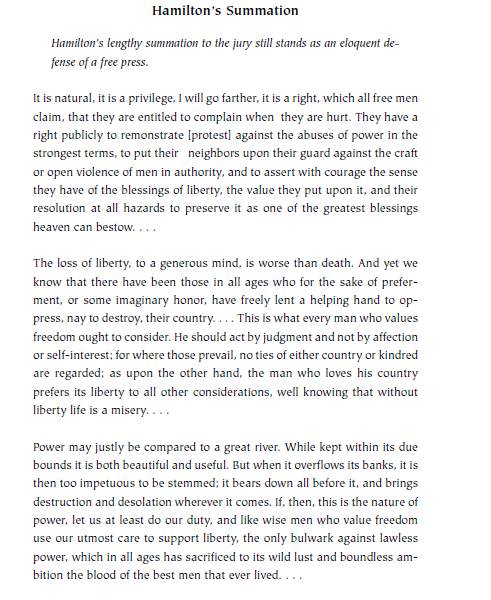 Hamilton's Summation
Hamilton's lengthy summation to the jury still stands as an eloquent de-
fense of a free press.
It is natural, it is a privilege, I will go farther, it is a right, which all free men
claim, that they are entitled to complain when they are hurt. They have a
right publicly to remonstrate [protest] against the abuses of power in the
strongest terms, to put their neighbors upon their guard against the craft
or open violence of men in authority, and to assert with courage the sense
they have of the blessings of liberty, the value they put upon it, and their
resolution at all hazards to preserve it as one of the greatest blessings
heaven can bestow. . . .
The loss of liberty, to a generous mind, is worse than death. And yet we
know that there have been those in all ages who for the sake of prefer-
ment, or some imaginary honor, have freely lent a helping hand to op-
press, nay to destroy, their country. . . . This is what every man who values
freedom ought to consider. He should act by judgment and not by affection
or self-interest; for where those prevail, no ties of either country or kindred
are regarded; as upon the other hand, the man who loves his country
prefers its liberty to all other considerations, well knowing that without
liberty life is a misery. . . .
Power may justly be compared to a great river. While kept within its due
bounds it is both beautiful and useful. But when it overflows its banks, it is
then too impetuous to be stemmed; it bears down all before it, and brings
destruction and desolation wherever it comes. If, then, this is the nature of
power, let us at least do our duty, and like wise men who value freedom
use our utmost care to support liberty, the only bulwark against lawless
power, which in all ages has sacrificed to its wild lust and boundless am-
bition the blood of the best men that ever lived. . . .